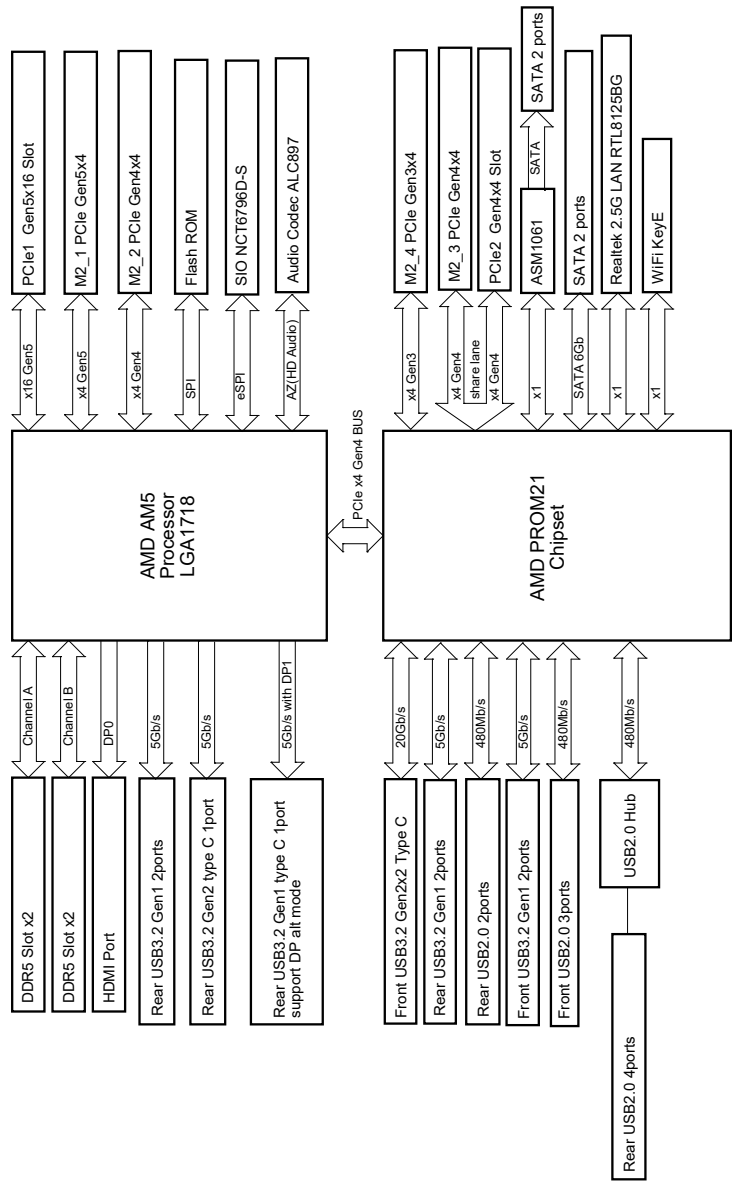 PCIe1 Gen5x16 Slot
x16 Gen5
M2_1 PCIe Gen5x4
x4 Gen5
M2_2 PCIe Gen4x4
x4 Gen4
Flash ROM
SPI
SIO NCT6796D-S
eSPI
Audio Codec ALC897
AZ(HD Audio)
AMD AM5
Processor
LGA1718
DDR5 Slot x2
Channel A
DDR5 Slot x2
Channel B
HDMI Port
DP0
Rear USB3.2 Gen1 2ports
5Gb/s
Rear USB3.2 Gen2 type C 1port
5Gb/s
Rear USB3.2 Gen1 type C 1port
support DP alt mode
5Gb/s with DP1
PCIe x4 Gen4 BUS
M2_4 PCIe Gen3x4
x4 Gen3
M2_3 PCIe Gen4x4
x4 Gen4
share lane
PCIe2 Gen4x4 Slot
x4 Gen4
ASM1061
x1
SATA
SATA 2 ports
SATA 2 ports
SATA 6Gb
Realtek 2.5G LAN RTL8125BG
x1
WiFi KeyE
x1
AMD PROM21
Chipset
Front USB3.2 Gen2x2 Type C
20Gb/s
Rear USB3.2 Gen1 2ports
5Gb/s
Rear USB2.0 2ports
480Mb/s
Front USB3.2 Gen1 2ports
5Gb/s
Front USB2.0 3ports
480Mb/s
USB2.0 Hub
480Mb/s
Rear USB2.0 4ports